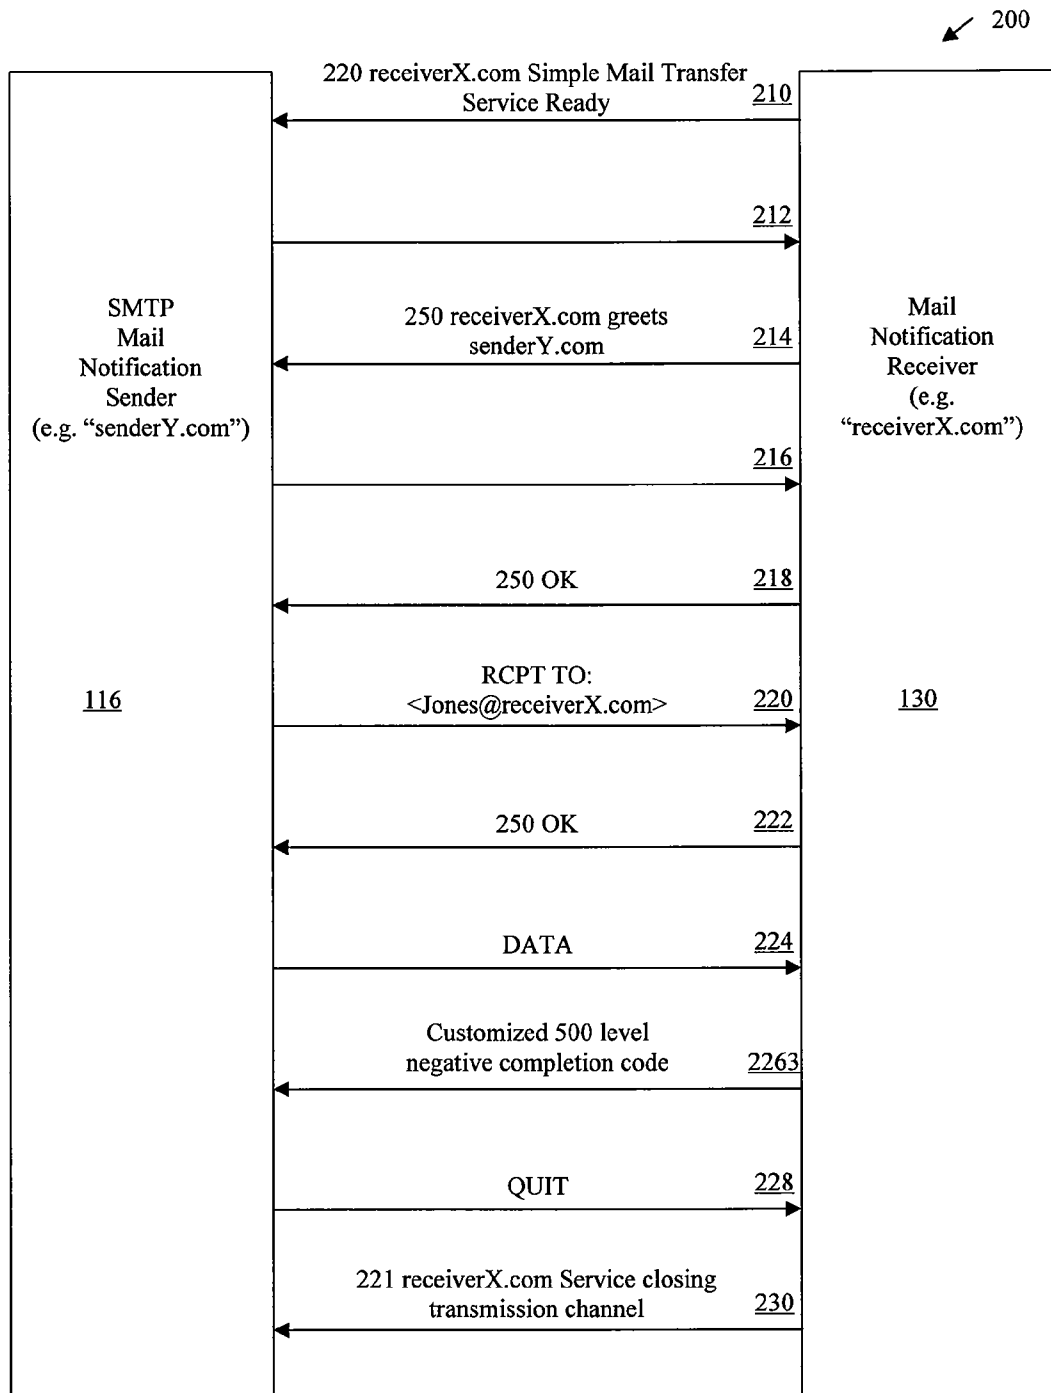 200
220 receiverX.com Simple Mail Transfer
Service Ready
210
212
SMTP
Mail
Notification
Sender
(e.g. “senderY.com”)
250 receiverX.com greets
senderY.com
214
Mail
Notification
Receiver
(e.g.
“receiverX.com”)
216
250 OK
218
116
RCPT TO:
<Jones@receiverX.com>
220
130
250 OK
222
DATA
224
Customized 500 level
negative completion code
2263
QUIT
228
221 receiverX.com Service closing
transmission channel
230